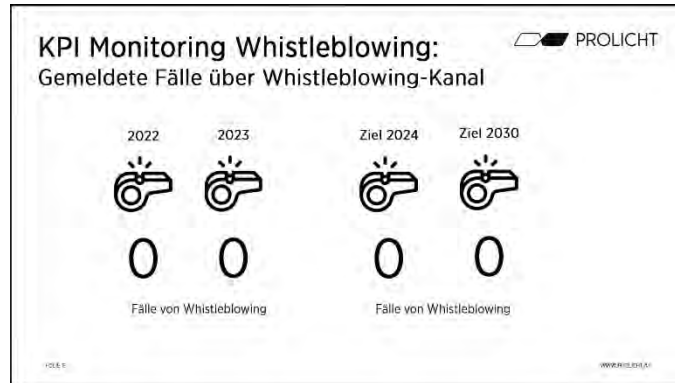 KPI Monitoring Whistleblowing:
PROLICHT
Gemeldete Fälle über Whistleblowing-Kanal
2022 2023 Ziel 2024 Ziel 2030
0 0 0 0
Fälle von Whistleblowing Fälle von Whistleblowing